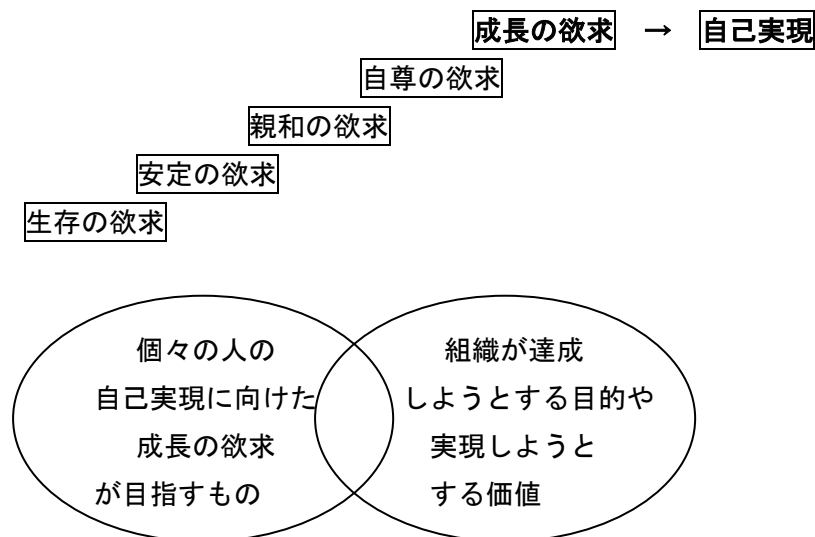 成長の欲求 → 自己実現
自尊の欲求
親和の欲求
安定の欲求
生存の欲求
個々の人の
自己実現に向けた
成長の欲求
が目指すもの
組織が達成
しようとする目的や
実現しようと
する価値